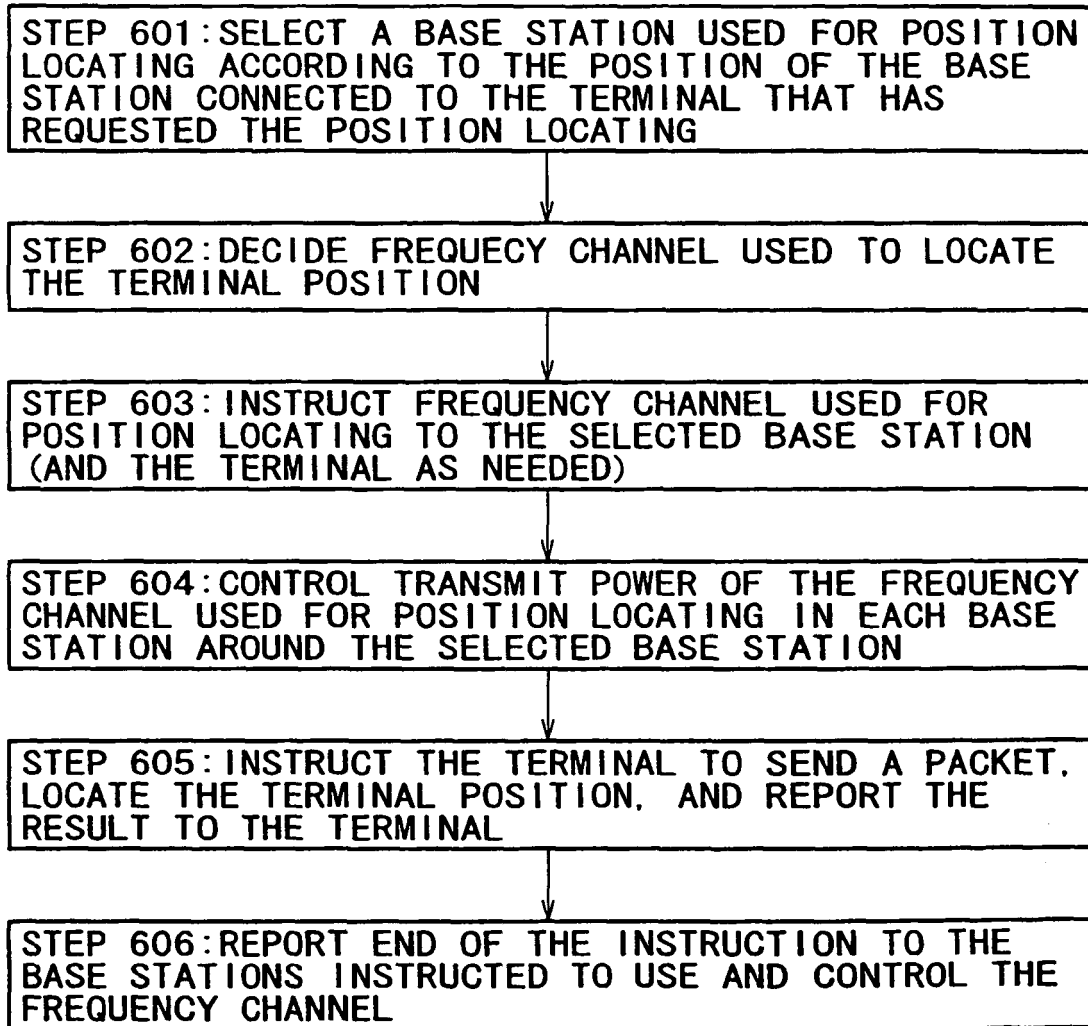 STEP 601:SELECT A BASE STATION USED FOR POSITION
LOCATING ACCORDING TO THE POSITION OF THE BASE
STATION CONNECTED TO THE TERMINAL THAT HAS
REQUESTED THE POSITION LOCATING
STEP 602:DECIDE FREQUECY CHANNEL USED TO LOCATE
THE TERMINAL POSITION
STEP 603:INSTRUCT FREQUENCY CHANNEL USED FOR
POSITION LOCATING TO THE SELECTED BASE STATION
(AND THE TERMINAL AS NEEDED)
STEP 604:CONTROL TRANSMIT POWER OF THE FREQUENCY
CHANNEL USED FOR POSITION LOCATING IN EACH BASE
STATION AROUND THE SELECTED BASE STATION
STEP 605:INSTRUCT THE TERMINAL TO SEND A PACKET,
LOCATE THE TERMINAL POSITION, AND REPORT THE
RESULT TO THE TERMINAL
STEP 606:REPORT END OF THE INSTRUCTION TO THE
BASE STATIONS INSTRUCTED TO USE AND CONTROL THE
FREQUENCY CHANNEL